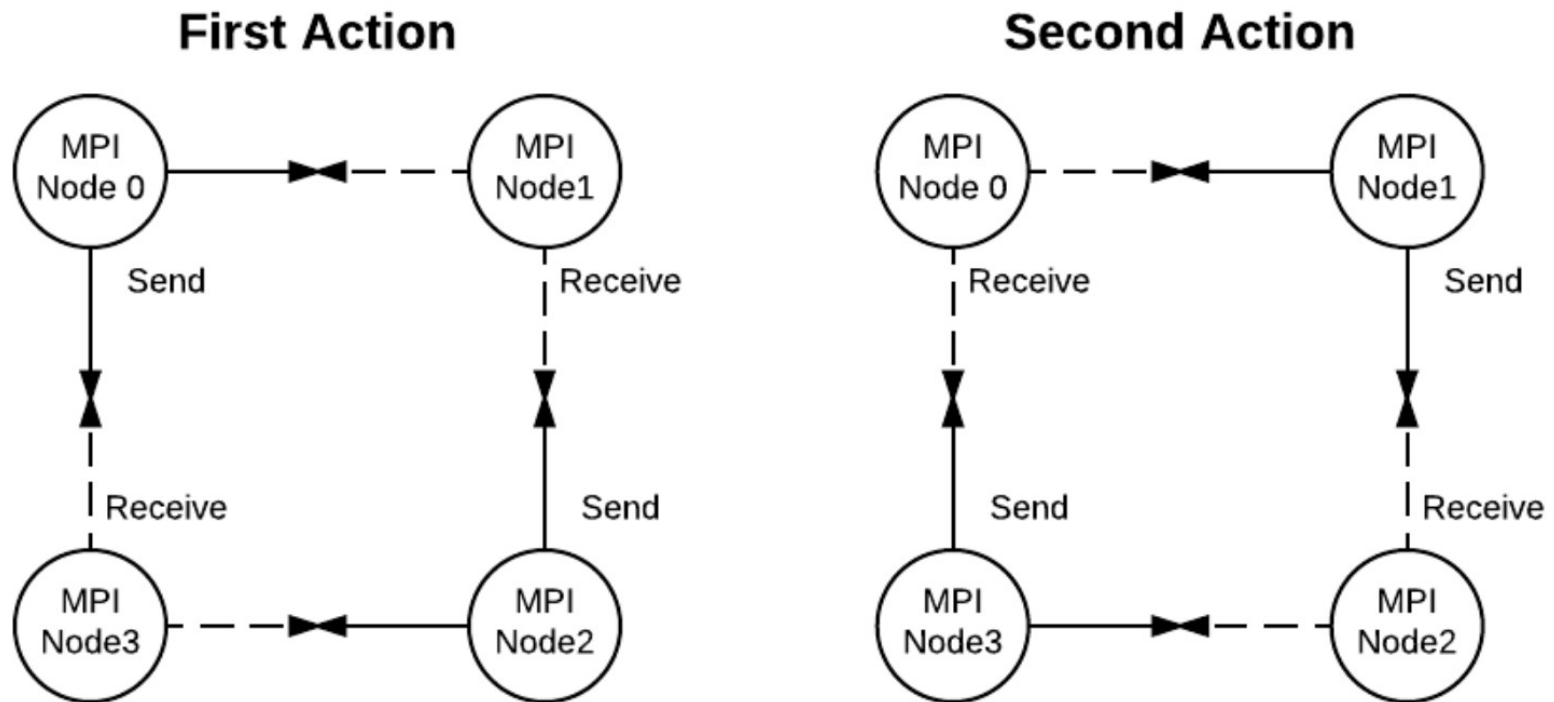 First Action
MPI
Node 0
MPI
Node1
Send
Receive
Receive
Send
MPI
Node3
MPI
Node2
Second Action
MPI
Node 0
MPI
Node1
Receive
Send
Send
Receive
MPI
Node3
MPI
Node2